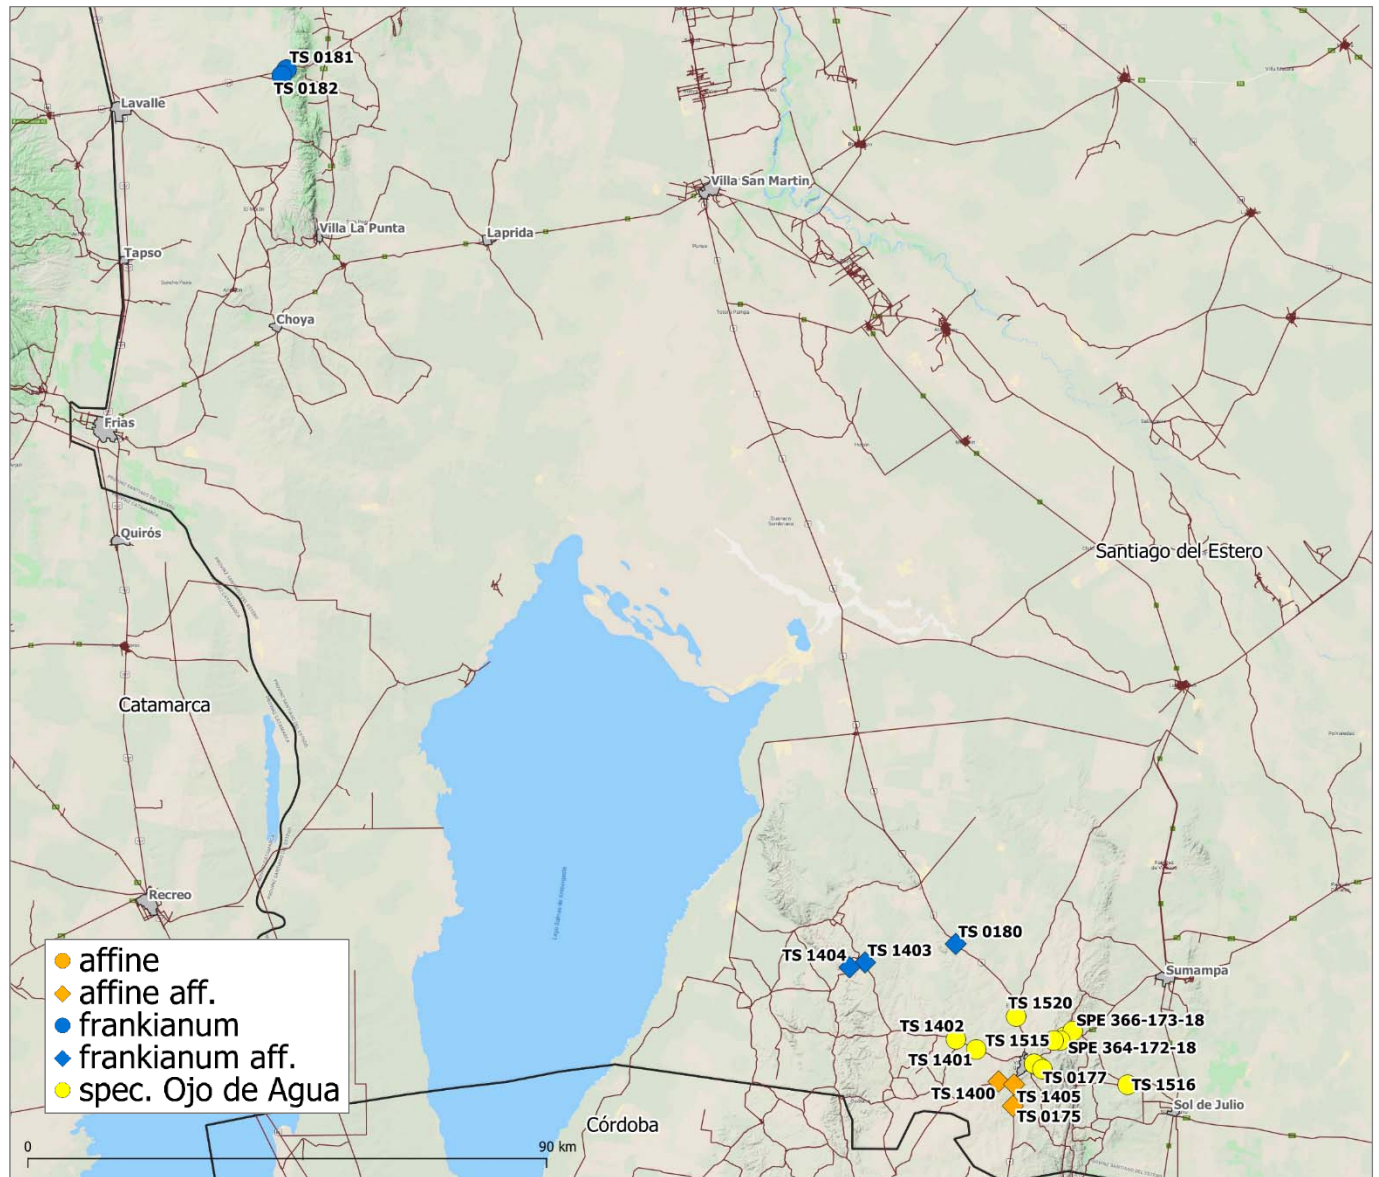 TS 0181
TS 0182
Lavalle
Villa San Martin
Villa La Punta
Laprida
Tapso
Choya
Frias
Quirós
Santiago del Estero
Catamarca
Recreo
TS 0180
TS 1403
TS 1404
Sumampa
TS 1520
SPE 366-173-18
TS 1402
TS 1515
SPE 364-172-18
TS 1401
TS 0177
TS 1516
TS 1400
TS 1405
Sol de Julio
TS 0175
Córdoba
affine
affine aff.
frankianum
frankianum aff.
spec. Ojo de Agua
0
90 km